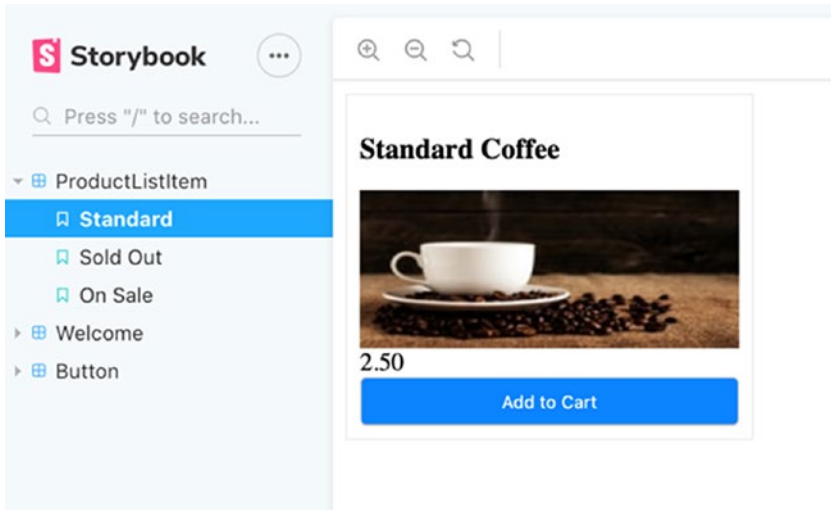 Storybook
Press "/" to search...
ProductListItem
Standard
Sold Out
On Sale
Welcome
Button
Standard Coffee
2.50
Add to Cart